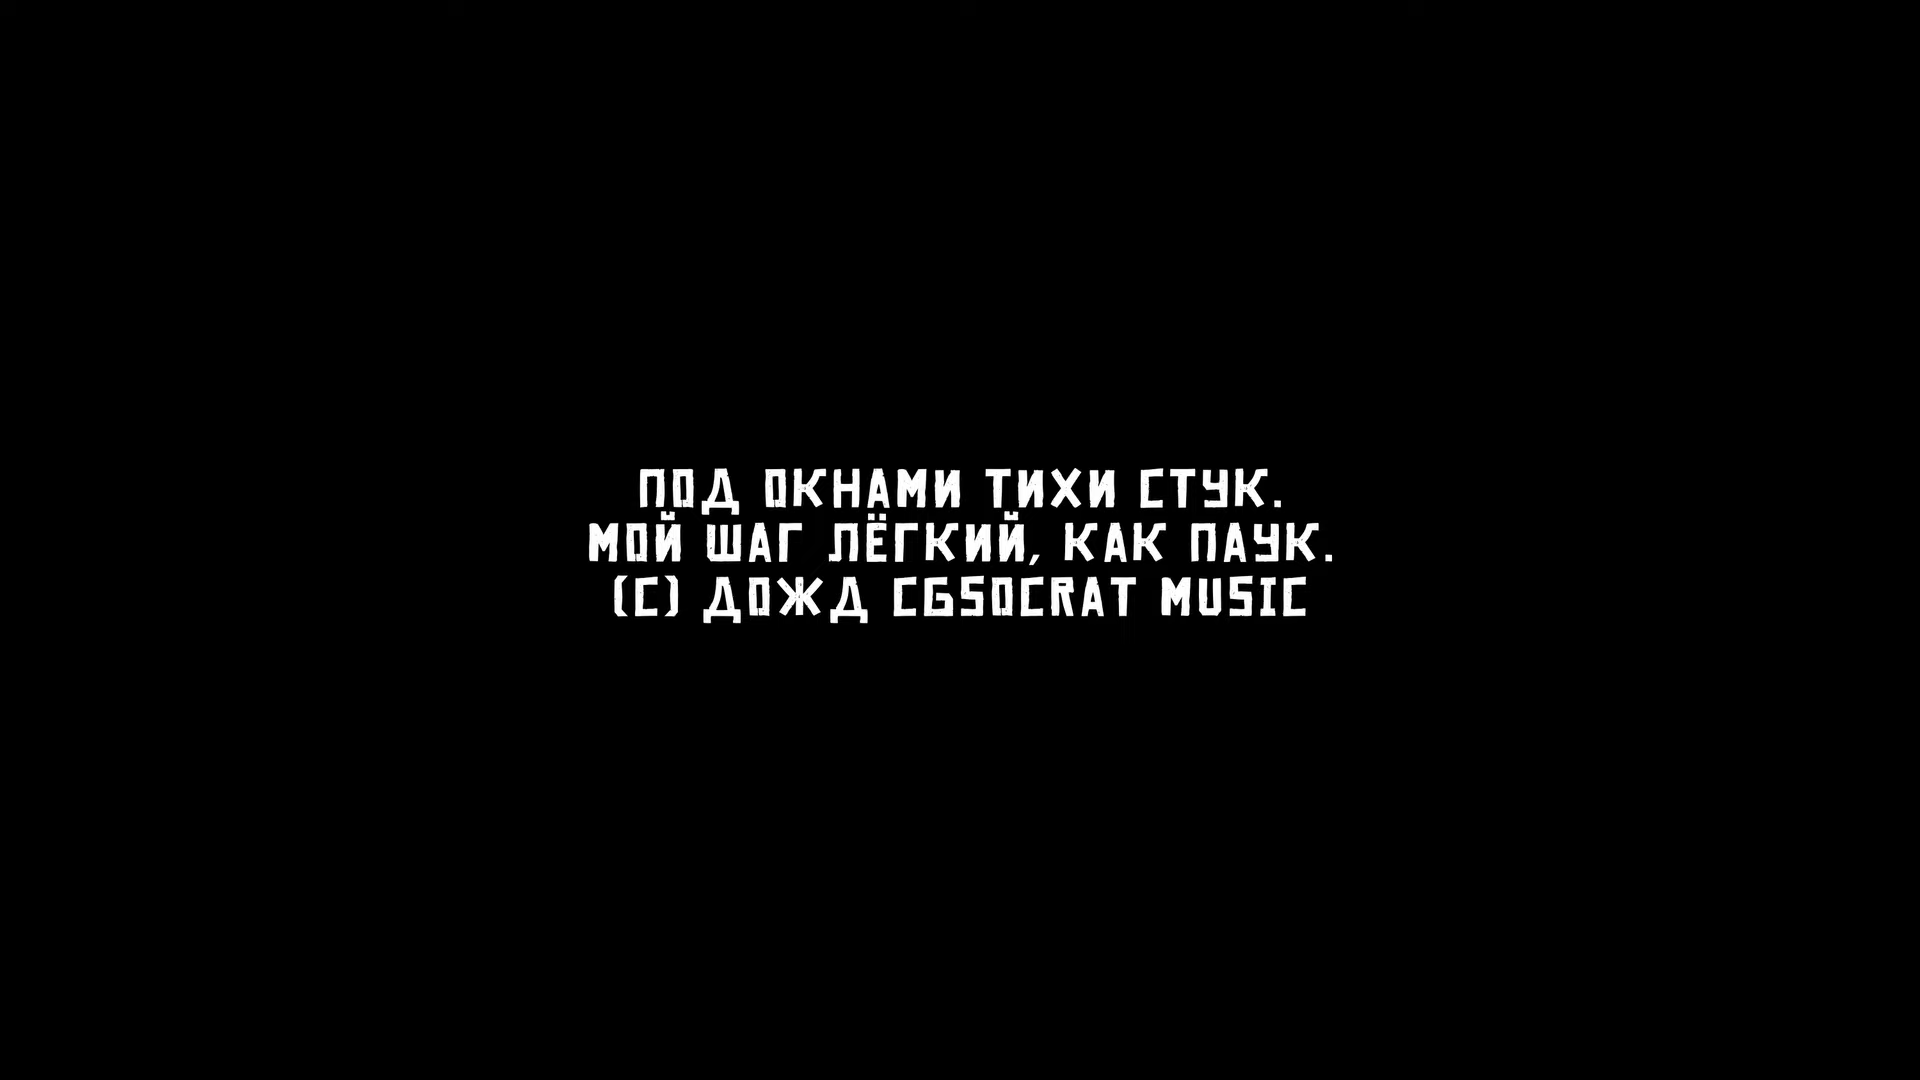 ПОД ОКНАМИ ТИХИ СТУК.
МОЙ ШАГ ЛЁГКИЙ, КАК ПАУК.
(С) ДОЖД CGSOCRAT MUSIC